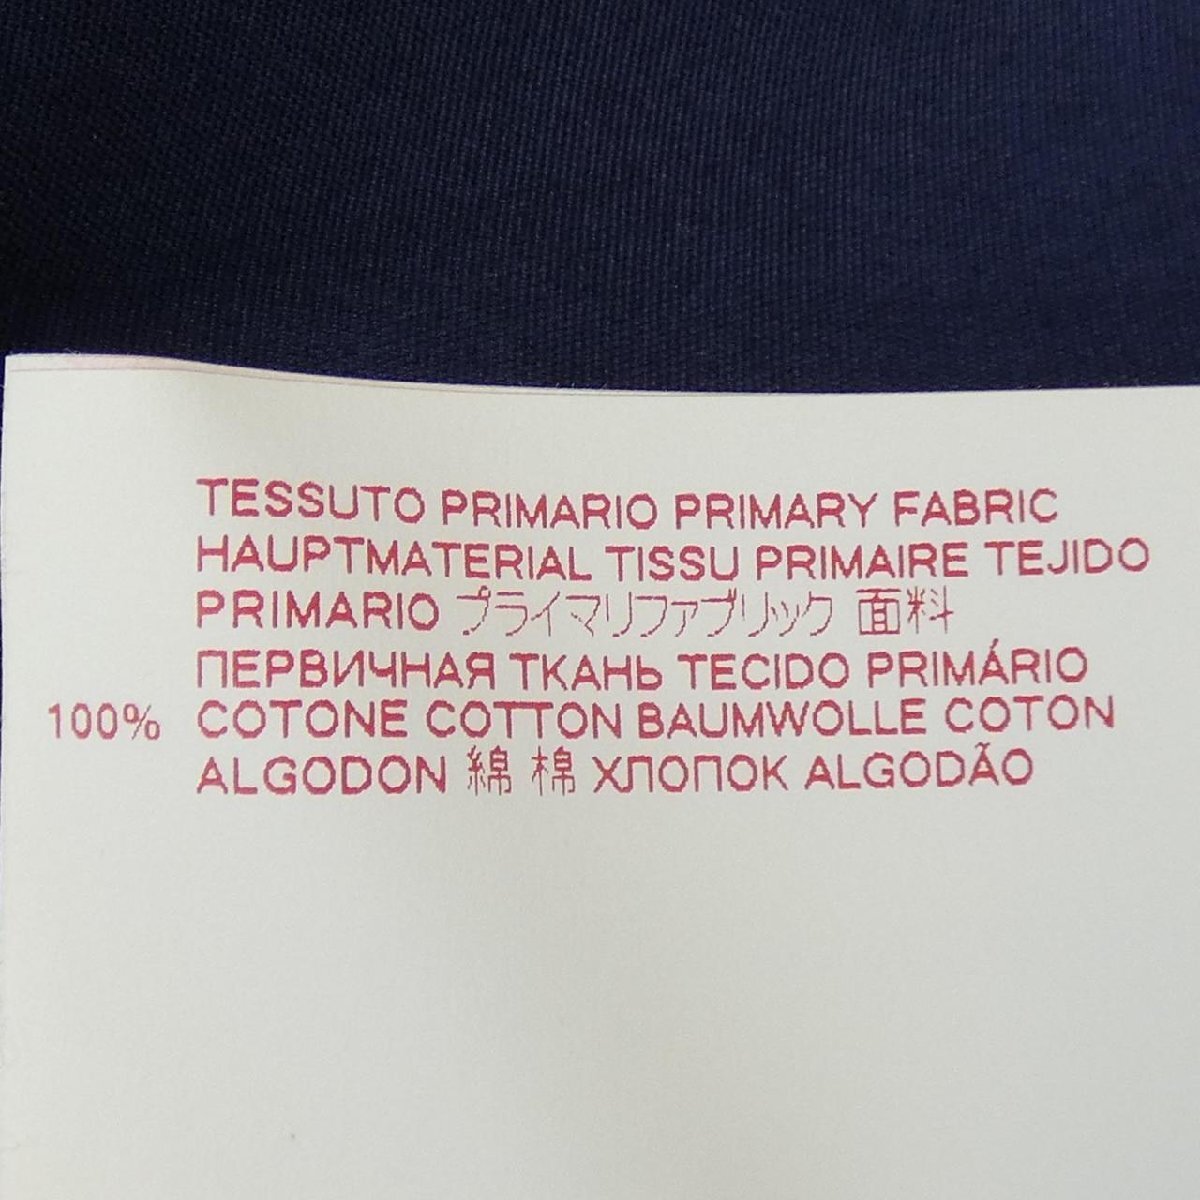 TESSUTO PRIMARIO PRIMARY FABRIC
HAUPTMATERIAL TISSU PRIMAIRE TEJIDO
PRIMARIO プライマリファブリック 面料
ПЕРВИЧНАЯ ТКАНЬ TECIDO PRIMÁRIO
100% COTONE COTTON BAUMWOLLE COTON
ALGODON 綿 棉 ХЛОПОК ALGODÃO